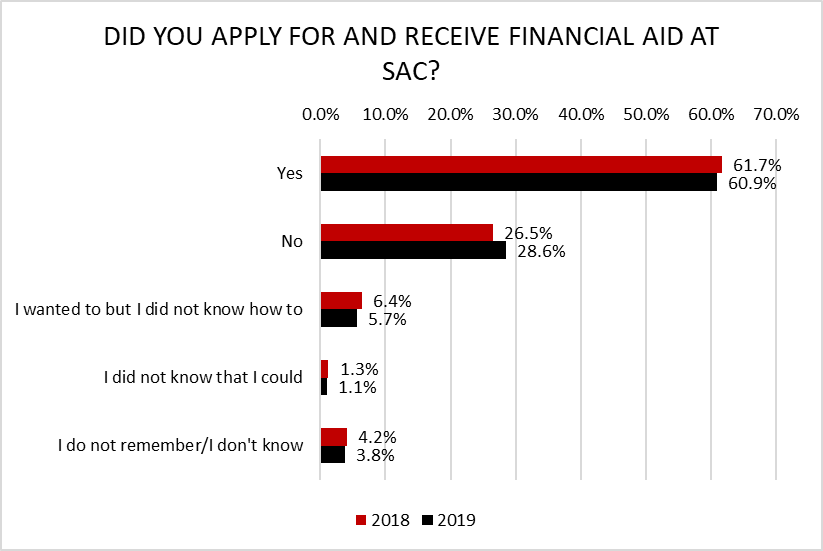 DID YOU APPLY FOR AND RECEIVE FINANCIAL AID AT
SAC?
0.0% 10.0% 20.0% 30.0% 40.0% 50.0% 60.0% 70.0%
Yes 61.7%
60.9%
No 26.5%
28.6%
I wanted to but I did not know how to 6.4%
5.7%
I did not know that I could 1.3%
1.1%
I do not remember/I don't know 4.2%
3.8%
2018 2019